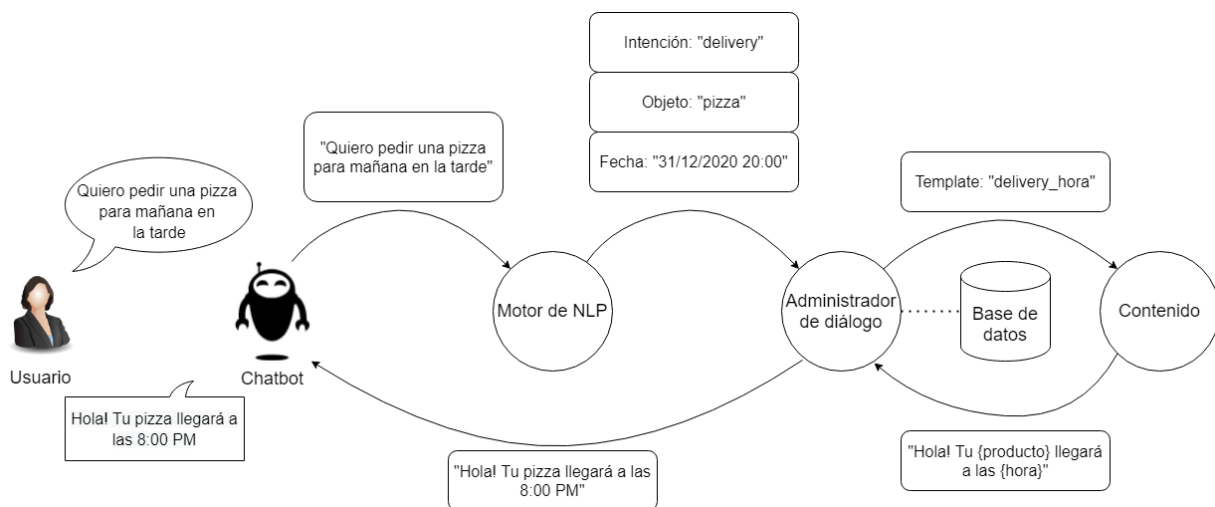 Intención: "delivery"
Objeto: "pizza"
Fecha: "31/12/2020 20:00"
"Quiero pedir una pizza
para mañana en la tarde"
Template: "delivery_hora"
Quiero pedir una pizza
para mañana en
la tarde
Usuario
Chatbot
Motor de NLP
Administrador
de diálogo
Base de
datos
Contenido
Hola! Tu pizza llegará a
las 8:00 PM
"Hola! Tu pizza llegará a las
8:00 PM"
"Hola! Tu {producto} llegará
a las {hora}"